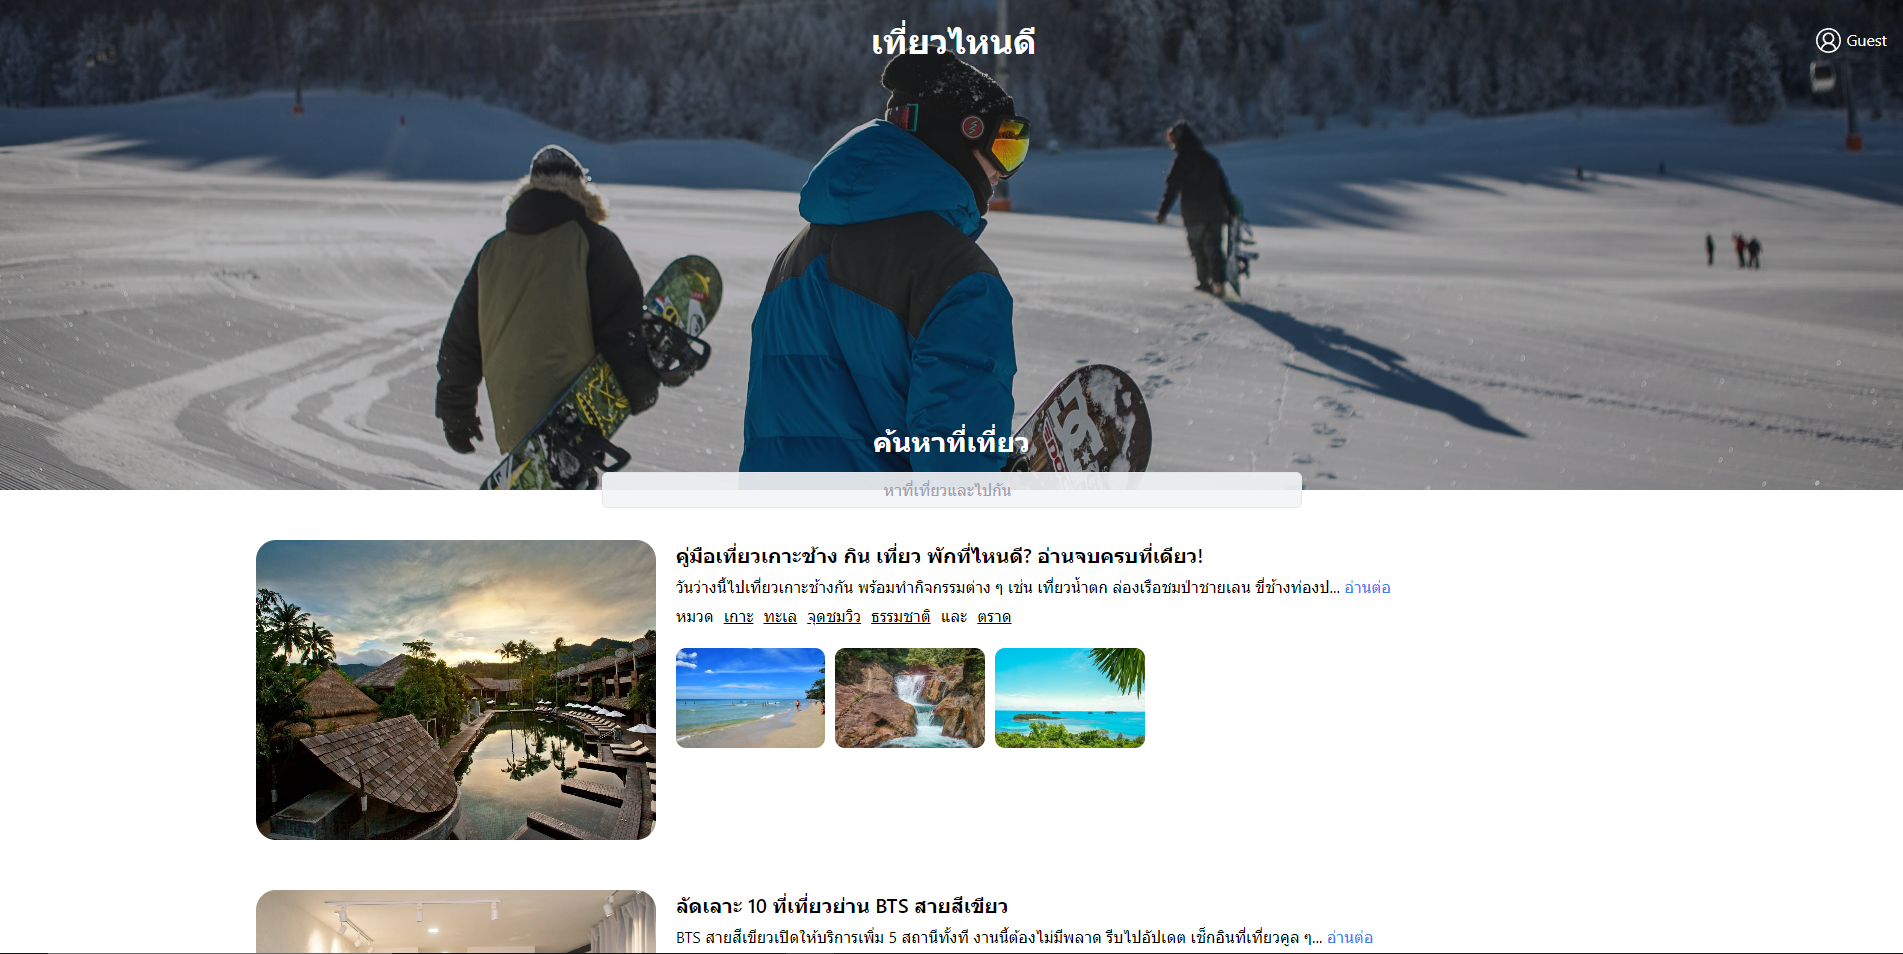 เที่ยวไหนดี
Guest
ค้นหาที่เที่ยว
หาที่เที่ยวและไปกัน
คู่มือเที่ยวเกาะช้าง กิน เที่ยว พักที่ไหนดี? อ่านจบครบที่เดียว!
วันว่างนี้ไปเที่ยวเกาะช้างกัน พร้อมทำกิจกรรมต่าง ๆ เช่น เที่ยวน้ำตก ล่องเรือชมป่าชายเลน ขี่ช้างท่องป... อ่านต่อ
หมวด เกาะ ทะเล จุดชมวิว ธรรมชาติ และ ตราด
ลัดเลาะ 10 ที่เที่ยวย่าน BTS สายสีเขียว
BTS สายสีเขียวเปิดให้บริการเพิ่ม 5 สถานีทั้งที งานนี้ต้องไม่มีพลาด รีบไปอัปเดต เช็กอินที่เที่ยวคูล ๆ... อ่านต่อ